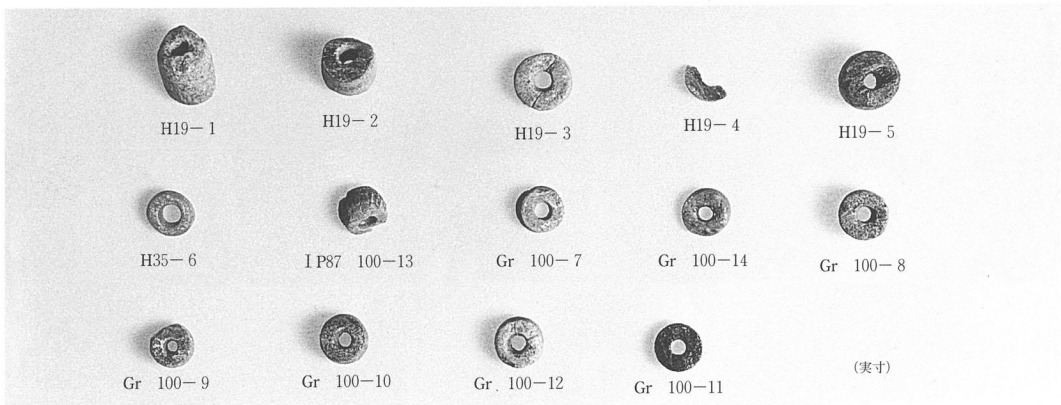 H19－1
H19－2
H19－3
H19－4
H19－5
H35－6
I P87 100－13
Gr 100－7
Gr 100－14
Gr 100－8
Gr 100－9
Gr 100－10
Gr 100－12
Gr 100－11
(実寸)